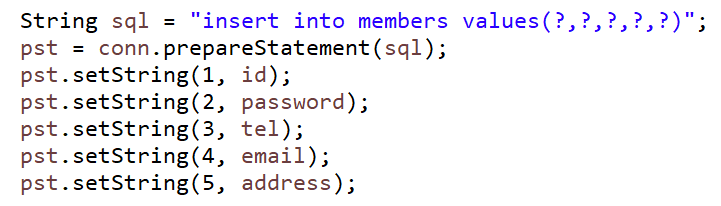 String sql = "insert into members values(?,?,?,?,?)";
pst = conn.prepareStatement(sql);
pst.setString(1, id);
pst.setString(2, password);
pst.setString(3, tel);
pst.setString(4, email);
pst.setString(5, address);